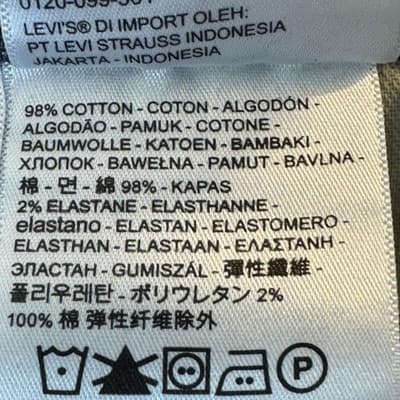 LEVI'S® DI IMPORT OLEH:
PT LEVI STRAUSS INDONESIA
JAKARTA - INDONESIA
98% COTTON - COTON - ALGODÓN -
ALGODÃO - PAMUK - COTONE -
BAUMWOLLE - KATOEN - BAMBAKI -
ХЛОПОК - BAWEŁNA - PAMUT - BAVLNA -
棉 - 면 - 綿 98% - KAPAS
2% ELASTANE - ELASTHANNE -
elastano - ELASTAN - ELASTOMERO -
ELASTHAN - ELASTAAN - ΕΛΑΣΤΑΝΗ -
ЭЛАСТАН - GUMISZÁL - 彈性纖維 -
폴리우레탄 - ポリウレタン 2%
100% 棉 弹性纤维除外
P